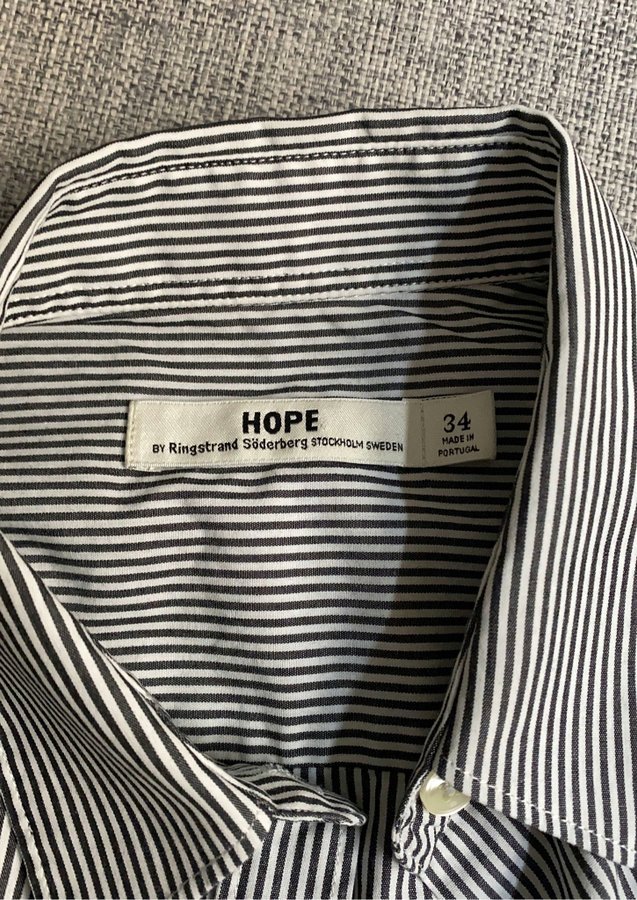 HOPE
BY Ringstrand Söderberg STOCKHOLM SWEDEN
34
MADE IN
PORTUGAL